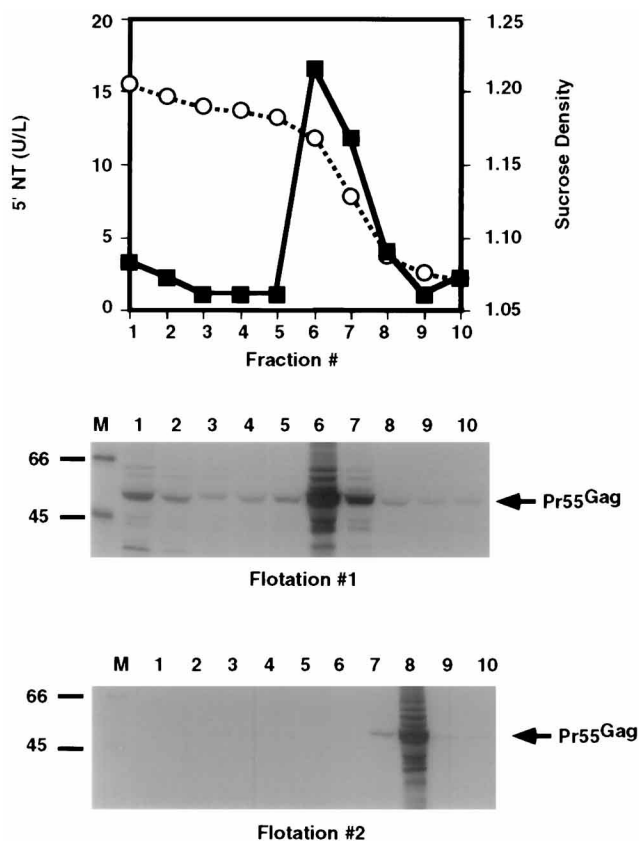 20
15
10
5
0
5' NT (U/L)
1.25
1.20
1.15
1.10
1.05
Sucrose Density
1 2 3 4 5 6 7 8 9 10
Fraction #
M 1 2 3 4 5 6 7 8 9 10
66
45
Pr55Gag
Flotation #1
M 1 2 3 4 5 6 7 8 9 10
66
45
Pr55Gag
Flotation #2